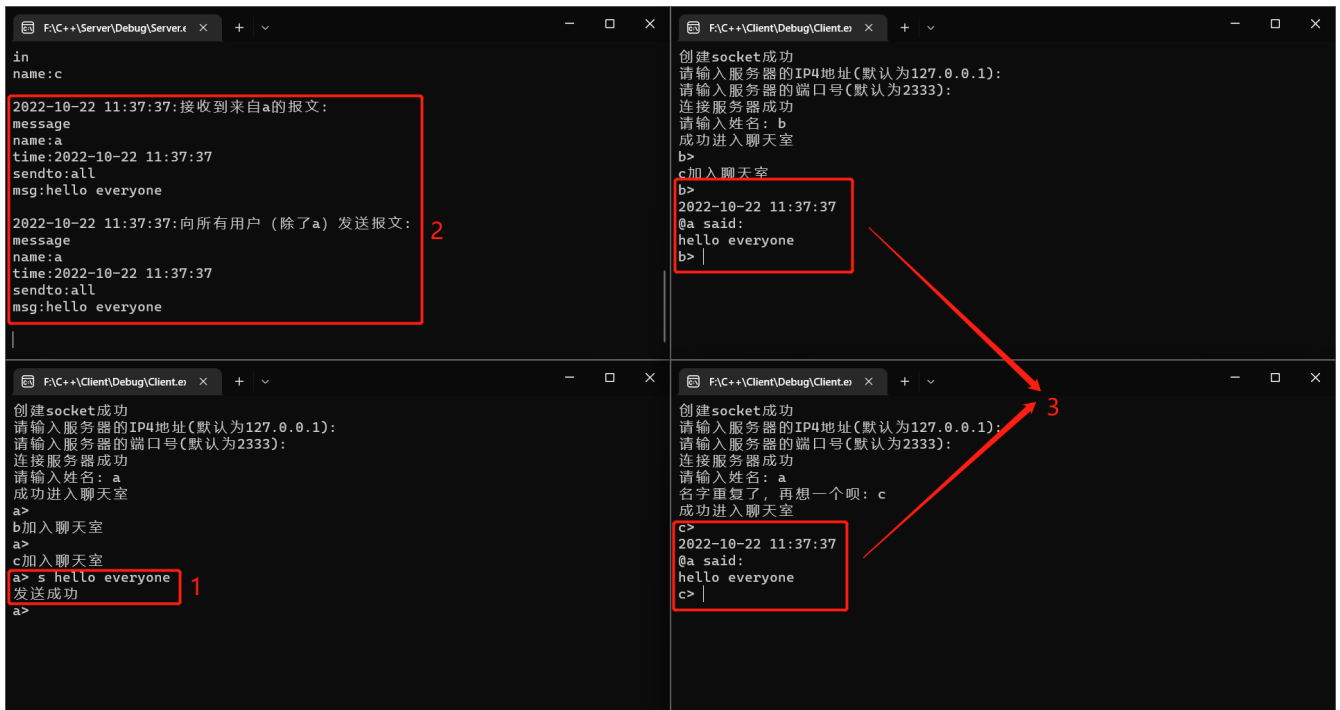 F:\C++\Server\Debug\Server.e
in
name:c
2022-10-22 11:37:37:接收到来自a的报文:
message
name:a
time:2022-10-22 11:37:37
sendto:all
msg:hello everyone
2022-10-22 11:37:37:向所有用户 (除了a) 发送报文:
message
name:a
time:2022-10-22 11:37:37
sendto:all
msg:hello everyone
2
F:\C++\Client\Debug\Client.e
创建socket成功
请输入服务器的IP4地址(默认为127.0.0.1):
请输入服务器的端口号(默认为2333):
连接服务器成功
请输入姓名: b
成功进入聊天室
b>
c加入聊天室
b>
2022-10-22 11:37:37
@a said:
hello everyone
b>
F:\C++\Client\Debug\Client.e
创建socket成功
请输入服务器的IP4地址(默认为127.0.0.1):
请输入服务器的端口号(默认为2333):
连接服务器成功
请输入姓名: a
成功进入聊天室
a>
b加入聊天室
a>
c加入聊天室
a> s hello everyone
发送成功
a>
1
F:\C++\Client\Debug\Client.e
创建socket成功
请输入服务器的IP4地址(默认为127.0.0.1):
请输入服务器的端口号(默认为2333):
连接服务器成功
请输入姓名: a
名字重复了, 再想一个呗: c
成功进入聊天室
c>
2022-10-22 11:37:37
@a said:
hello everyone
c>
3